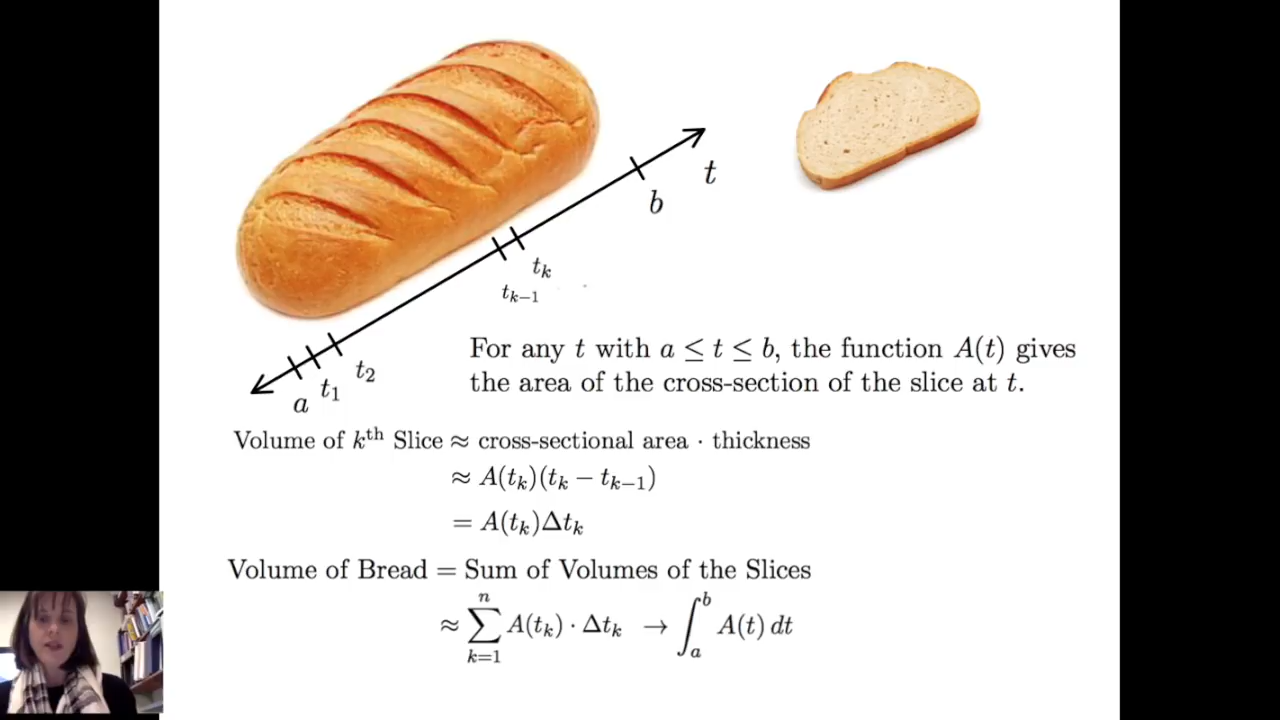 t
b
t_k
t_{k-1}
t_2
t_1
a
For any t with a ≤ t ≤ b, the function A(t) gives
the area of the cross-section of the slice at t.
Volume of k^{th} Slice ≈ cross-sectional area · thickness
≈ A(t_k)(t_k − t_{k−1})
= A(t_k)Δt_k
Volume of Bread = Sum of Volumes of the Slices
≈ \sum_{k=1}^{n} A(t_k) · Δt_k → \int_a^b A(t) dt